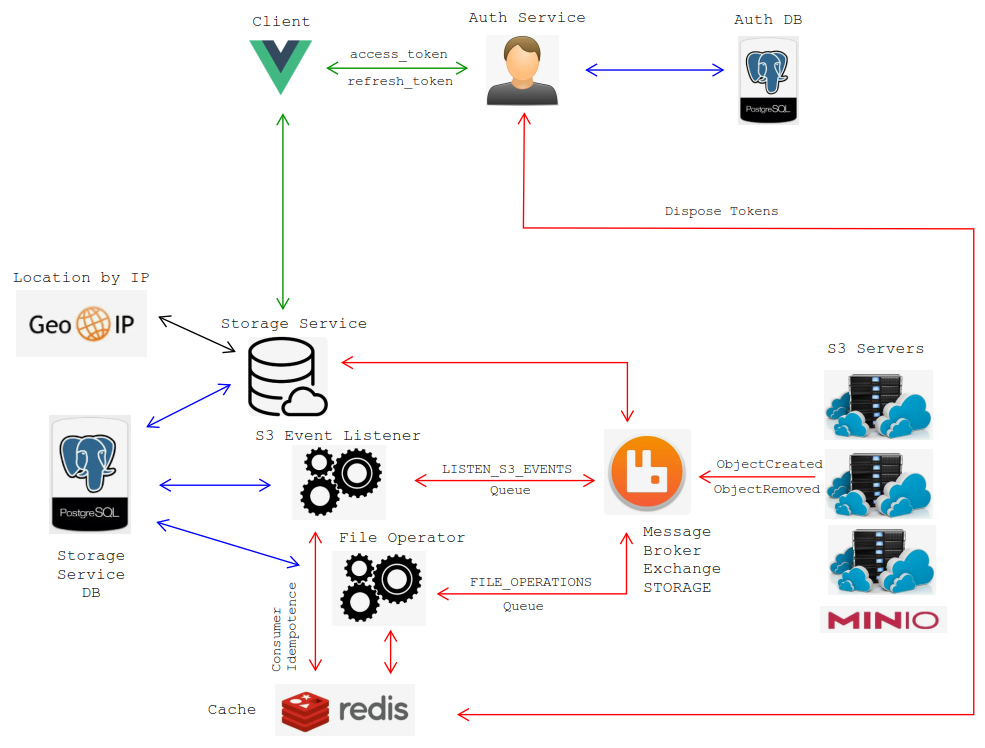 Client
Auth Service
Auth DB
access_token
refresh_token
PostgreSQL
Dispose Tokens
Location by IP
Geo IP
Storage Service
S3 Servers
S3 Event Listener
LISTEN_S3_EVENTS
Queue
ObjectCreated
ObjectRemoved
PostgreSQL
Storage
Service
DB
File Operator
Message
Broker
Exchange
STORAGE
FILE_OPERATIONS
Queue
MINIO
Consumer
Idempotence
Cache
redis